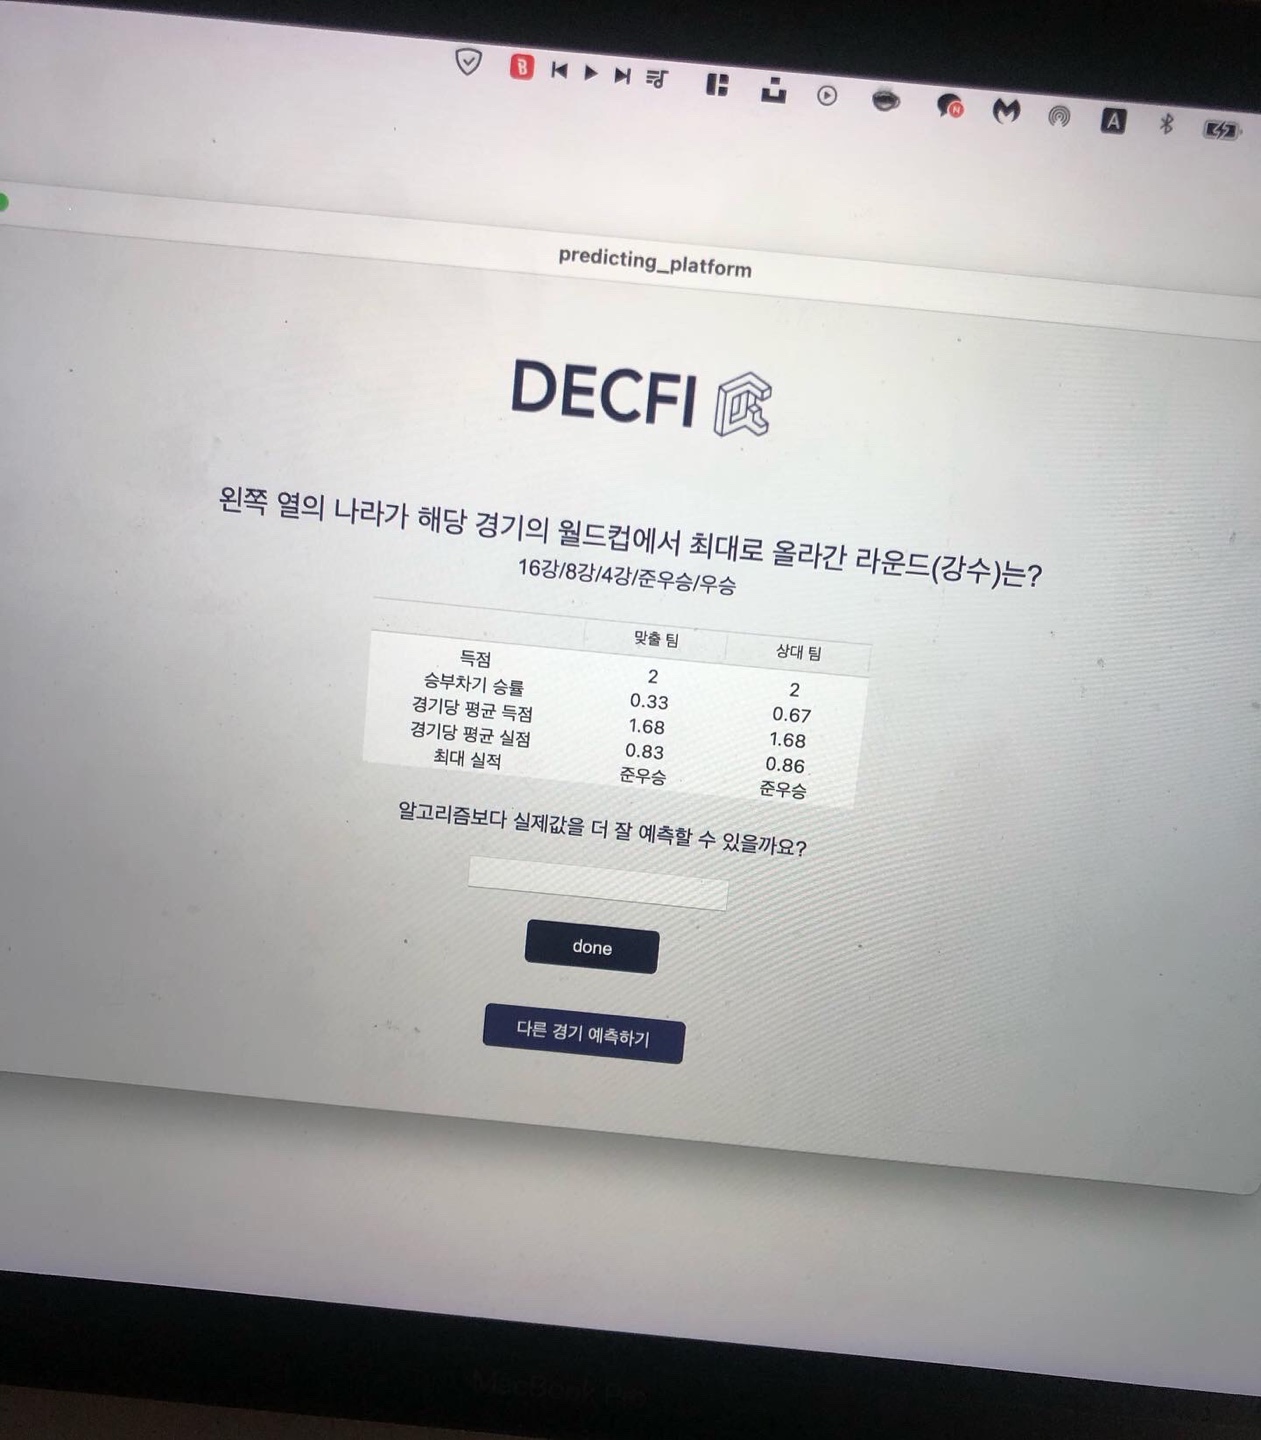 predicting_platform
DECFI
왼쪽 열의 나라가 해당 경기의 월드컵에서 최대로 올라간 라운드(강수)는?
16강/8강/4강/준우승/우승
맞출 팀 상대 팀
득점 2 2
승부차기 승률 0.33 0.67
경기당 평균 득점 1.68 1.68
경기당 평균 실점 0.83 0.86
최대 실적 준우승 준우승
알고리즘보다 실제값을 더 잘 예측할 수 있을까요?
done
다른 경기 예측하기